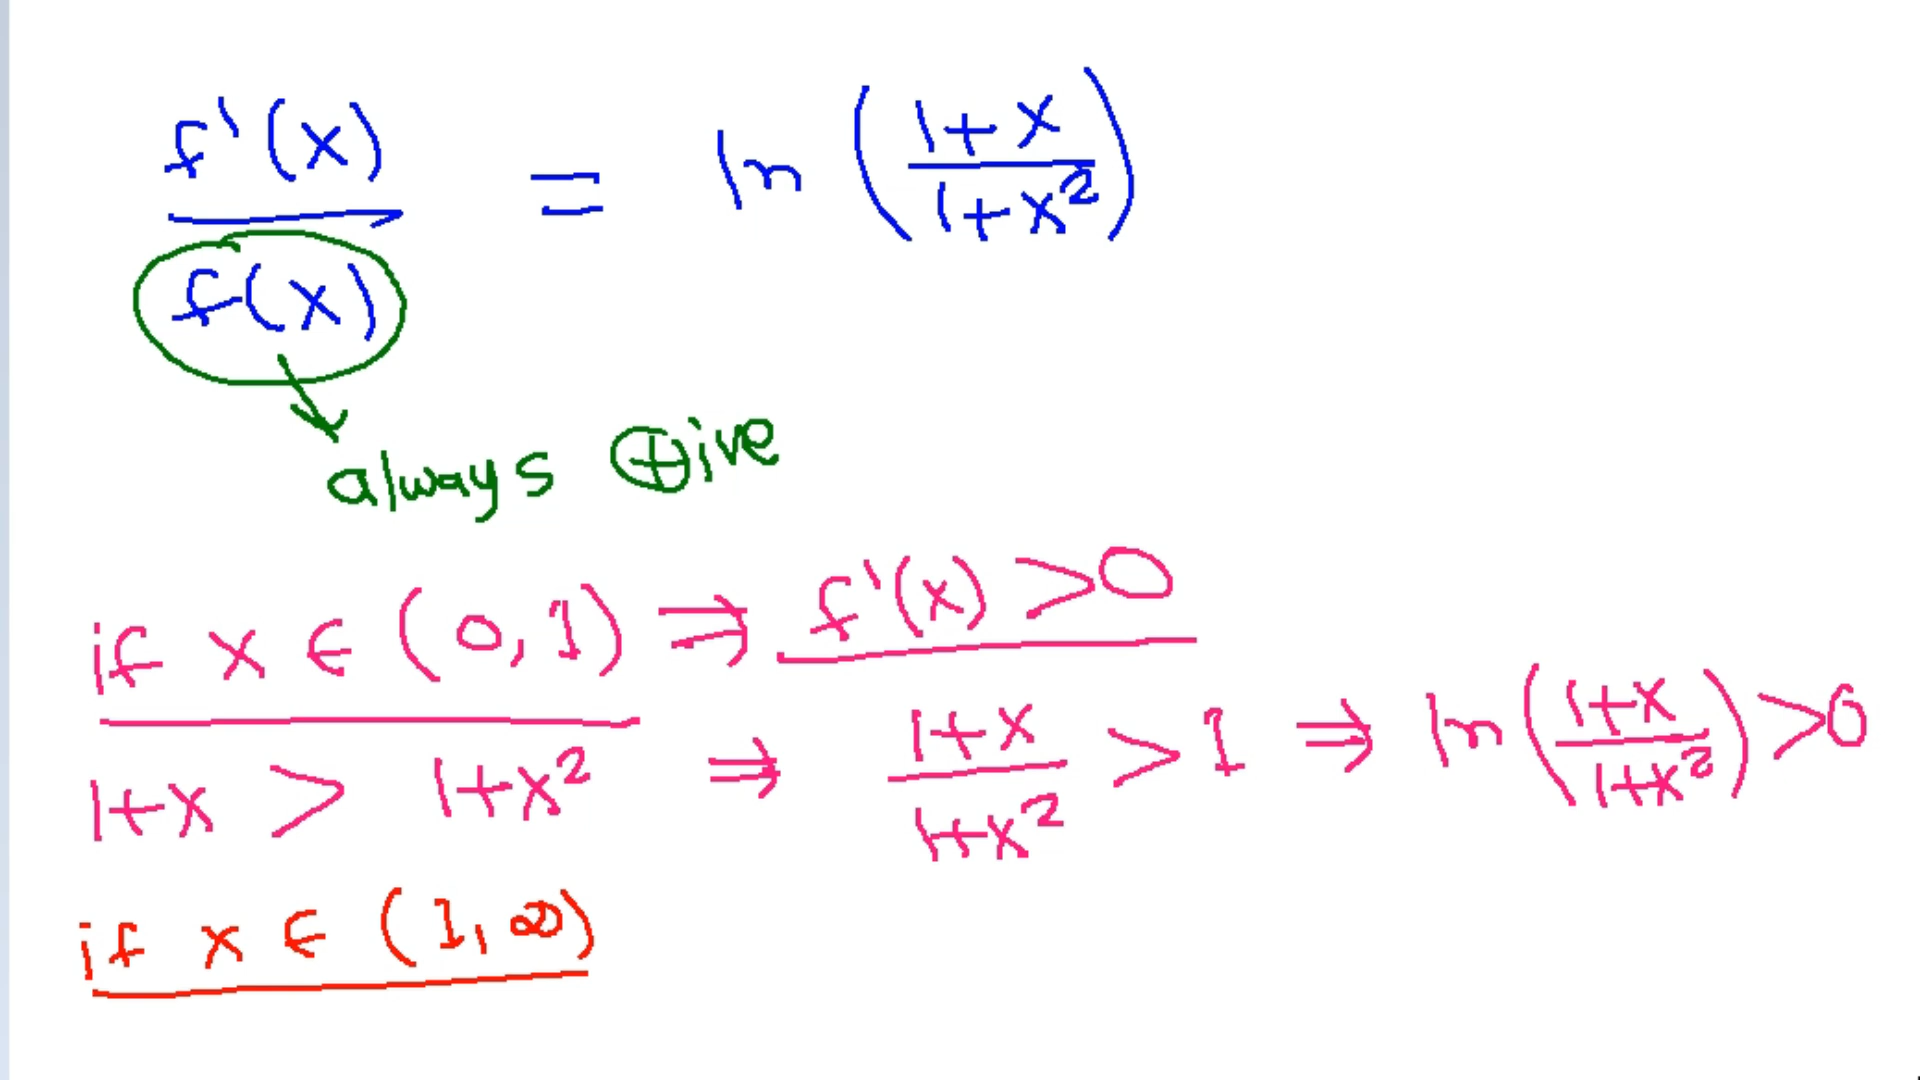 f'(x)/f(x) = ln((1+x)/(1+x²))
always ⊕ive
if x ∈ (0,1) ⇒ f'(x) >0
1+x > 1+x² ⇒ (1+x)/(1+x²) > 1 ⇒ ln((1+x)/(1+x²)) >0
if x ∈ (1,∞)